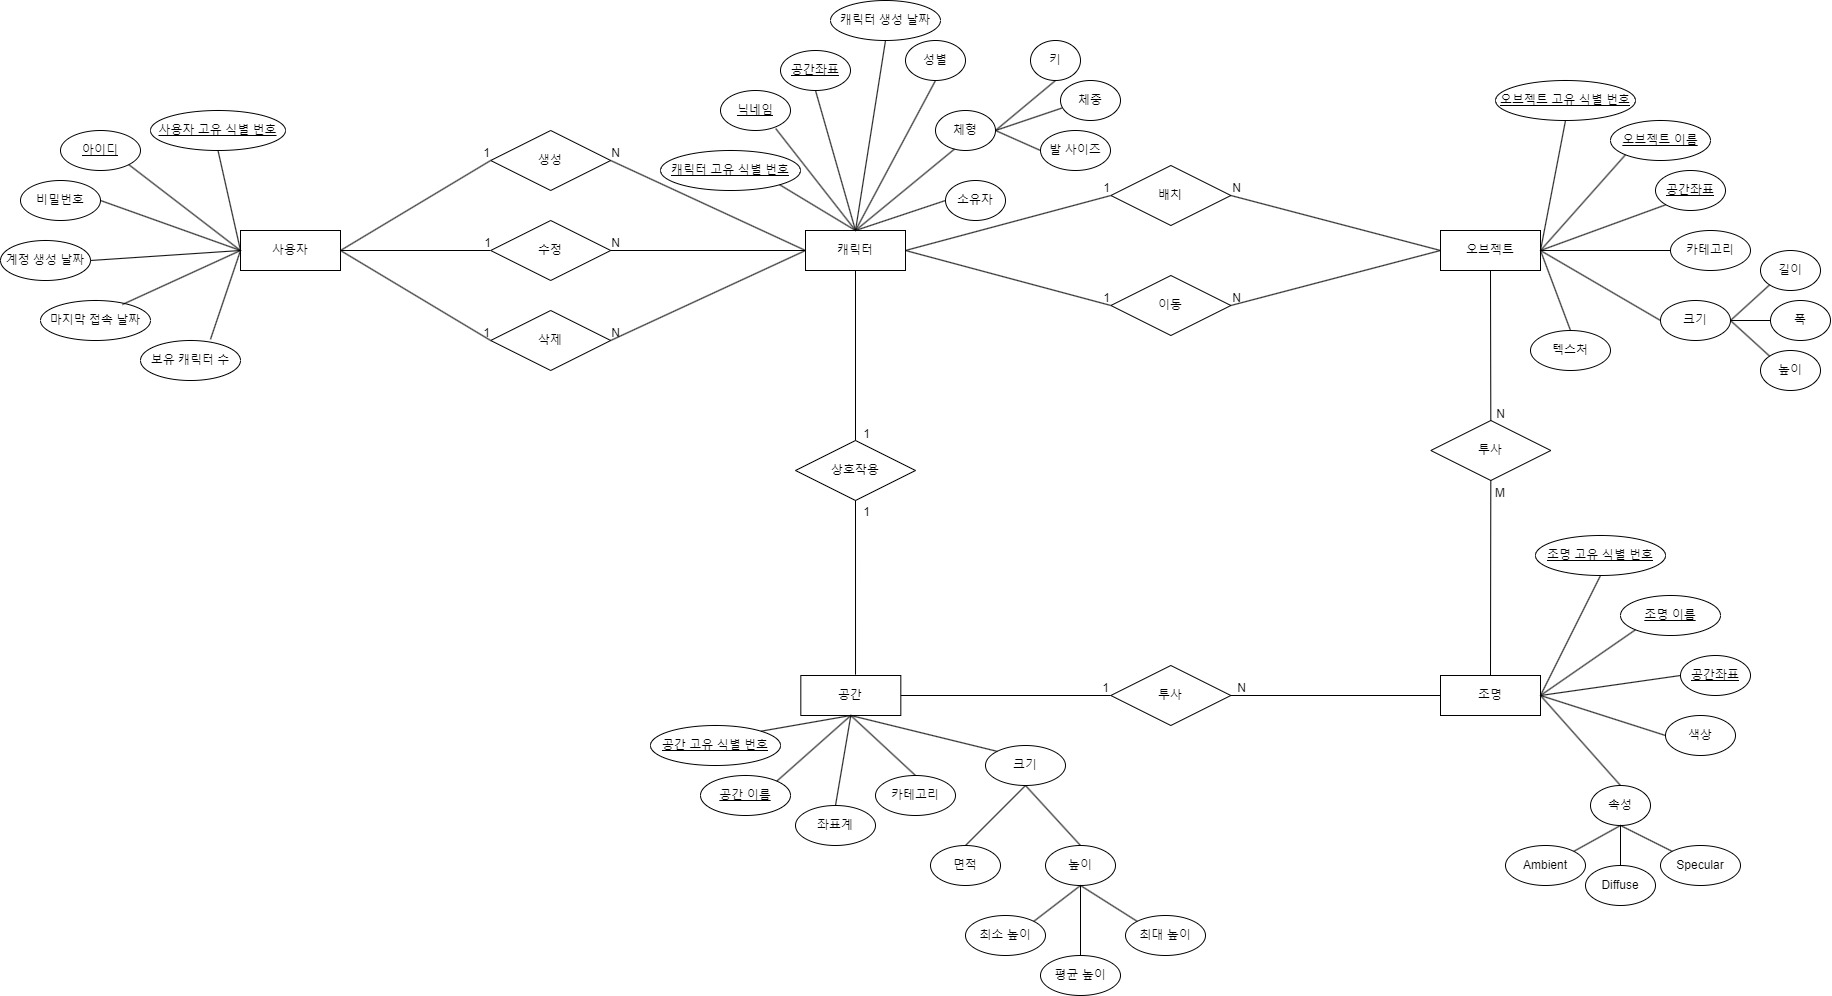 캐릭터 생성 날짜
성별
키
공간좌표
체중
닉네임
체형
발 사이즈
캐릭터 고유 식별 번호
소유자
사용자 고유 식별 번호
아이디
비밀번호
계정 생성 날짜
마지막 접속 날짜
보유 캐릭터 수
사용자
1
생성
N
1
수정
N
1
삭제
N
캐릭터
1
배치
N
1
이동
N
오브젝트 고유 식별 번호
오브젝트 이름
공간좌표
카테고리
오브젝트
길이
크기
폭
높이
텍스처
1
상호작용
1
N
투사
M
조명 고유 식별 번호
조명 이름
공간좌표
색상
조명
속성
Ambient
Diffuse
Specular
공간
1
투사
N
공간 고유 식별 번호
공간 이름
좌표계
카테고리
크기
면적
높이
최소 높이
평균 높이
최대 높이